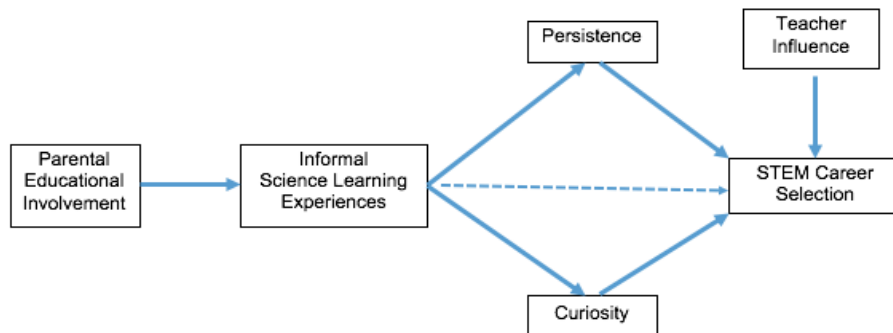 Persistence
Teacher
Influence
Parental
Educational
Involvement
Informal
Science Learning
Experiences
STEM Career
Selection
Curiosity